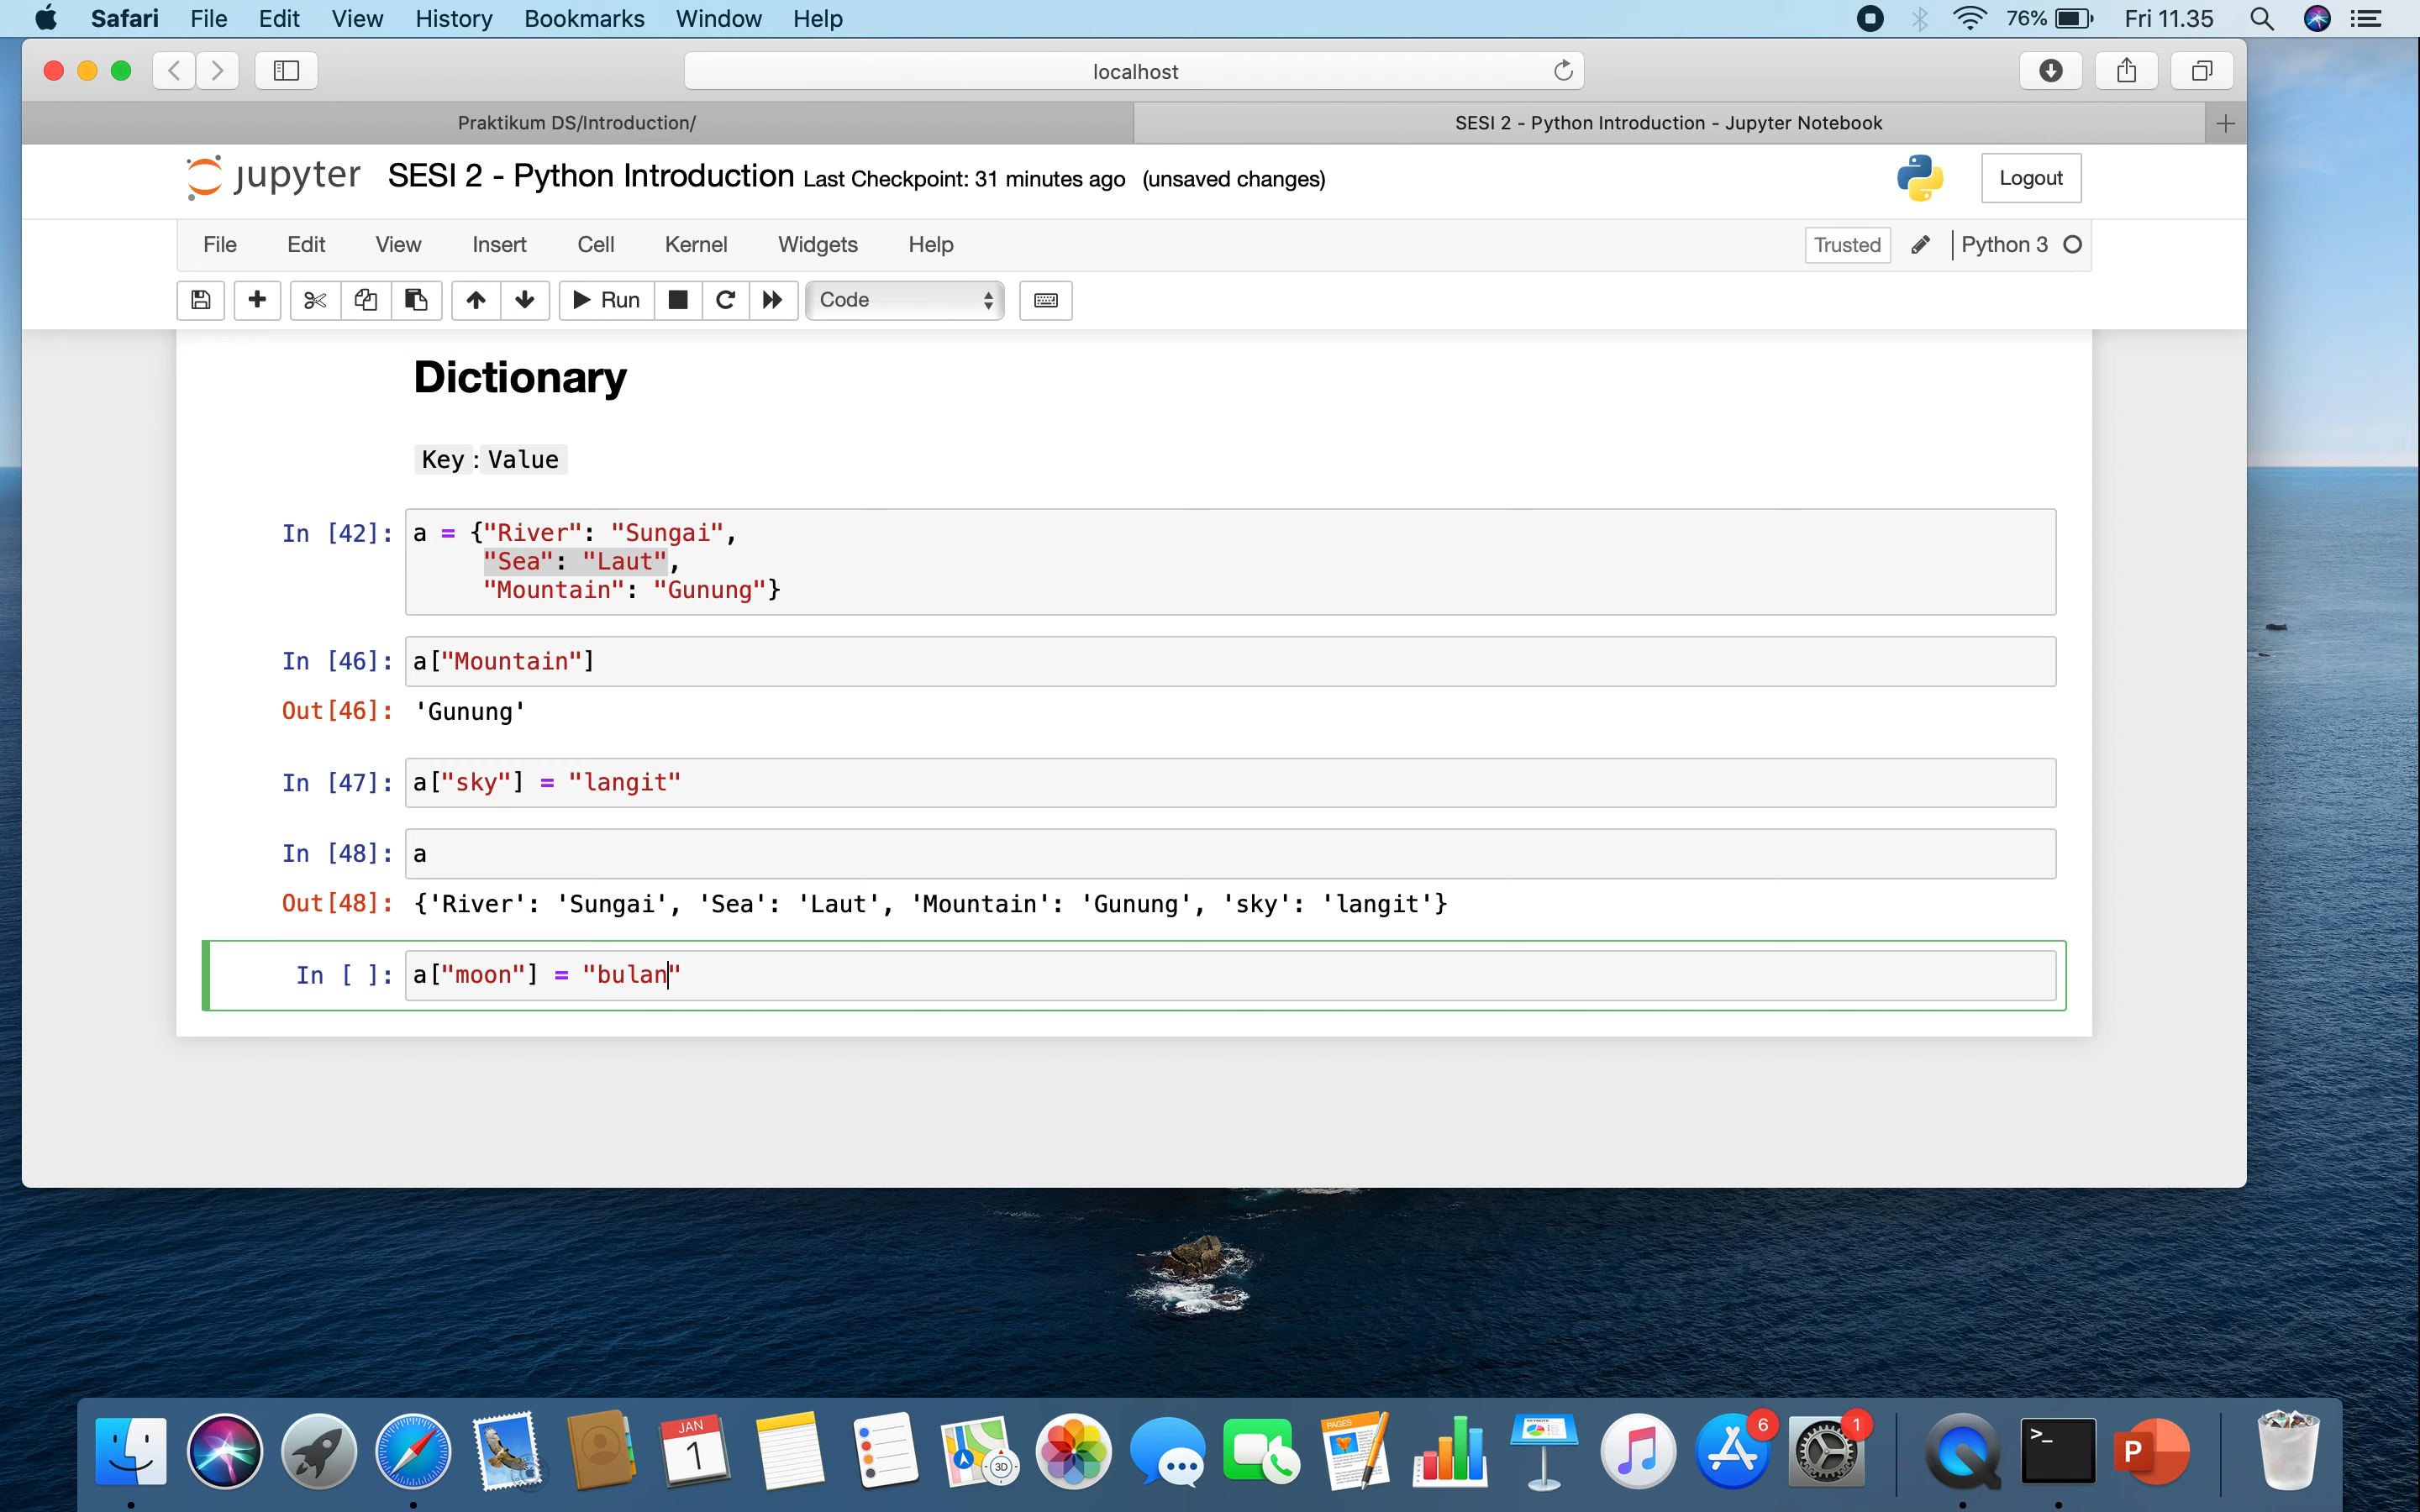 Safari File Edit View History Bookmarks Window Help 76% Fri 11.35
localhost
Praktikum DS/Introduction/ SESI 2 - Python Introduction - Jupyter Notebook
jupyter SESI 2 - Python Introduction Last Checkpoint: 31 minutes ago (unsaved changes) Logout
File Edit View Insert Cell Kernel Widgets Help Trusted Python 3
Run Code
Dictionary
Key : Value
In [42]: a = {"River": "Sungai",
"Sea": "Laut",
"Mountain": "Gunung"}
In [46]: a["Mountain"]
Out[46]: 'Gunung'
In [47]: a["sky"] = "langit"
In [48]: a
Out[48]: {'River': 'Sungai', 'Sea': 'Laut', 'Mountain': 'Gunung', 'sky': 'langit'}
In [ ]: a["moon"] = "bulan"
JAN
1
3D
PAGES
6
1
>_
P